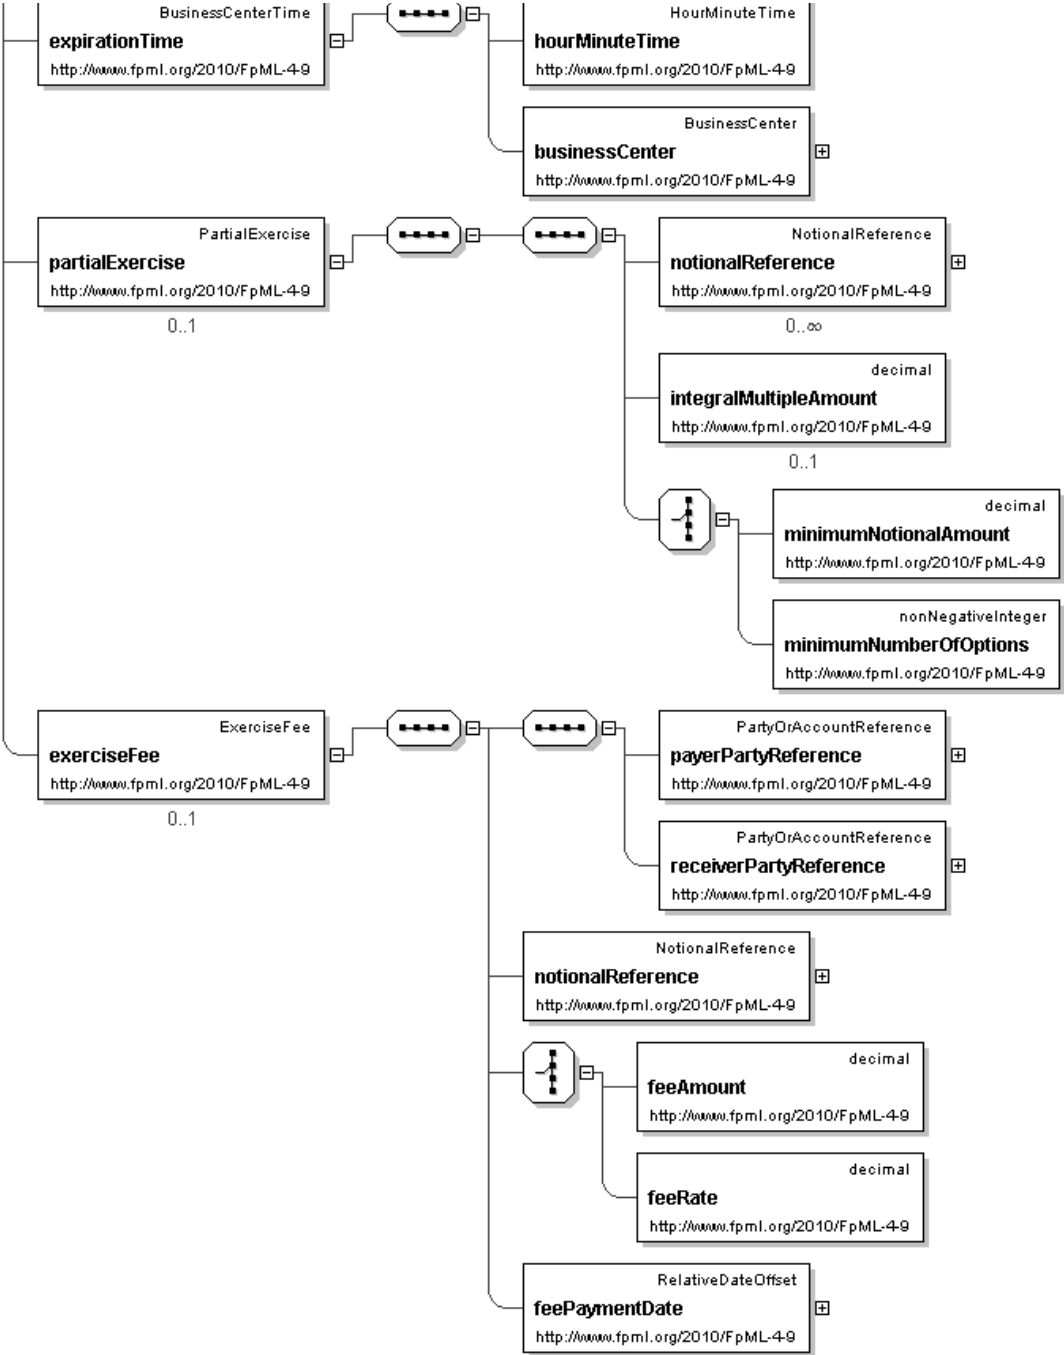 BusinessCenterTime
expirationTime
http://www.fpml.org/2010/FpML-4-9
HourMinuteTime
hourMinuteTime
http://www.fpml.org/2010/FpML-4-9
BusinessCenter
businessCenter
http://www.fpml.org/2010/FpML-4-9
PartialExercise
partialExercise
http://www.fpml.org/2010/FpML-4-9
0..1
NotionalReference
notionalReference
http://www.fpml.org/2010/FpML-4-9
0..∞
decimal
integralMultipleAmount
http://www.fpml.org/2010/FpML-4-9
0..1
decimal
minimumNotionalAmount
http://www.fpml.org/2010/FpML-4-9
nonNegativeInteger
minimumNumberOfOptions
http://www.fpml.org/2010/FpML-4-9
ExerciseFee
exerciseFee
http://www.fpml.org/2010/FpML-4-9
0..1
PartyOrAccountReference
payerPartyReference
http://www.fpml.org/2010/FpML-4-9
PartyOrAccountReference
receiverPartyReference
http://www.fpml.org/2010/FpML-4-9
NotionalReference
notionalReference
http://www.fpml.org/2010/FpML-4-9
decimal
feeAmount
http://www.fpml.org/2010/FpML-4-9
decimal
feeRate
http://www.fpml.org/2010/FpML-4-9
RelativeDateOffset
feePaymentDate
http://www.fpml.org/2010/FpML-4-9